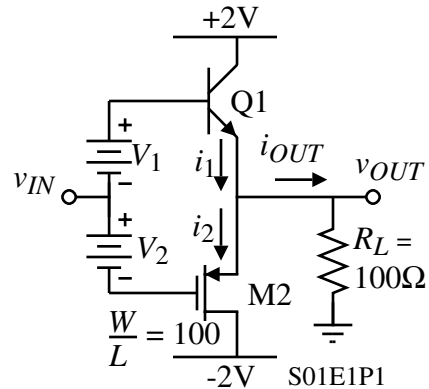 +2V
Q1
+
V1
i1
iOUT
vOUT
-
vIN
+
i2
V2
-
RL =
100Ω
M2
W/L = 100
-2V
S01E1P1